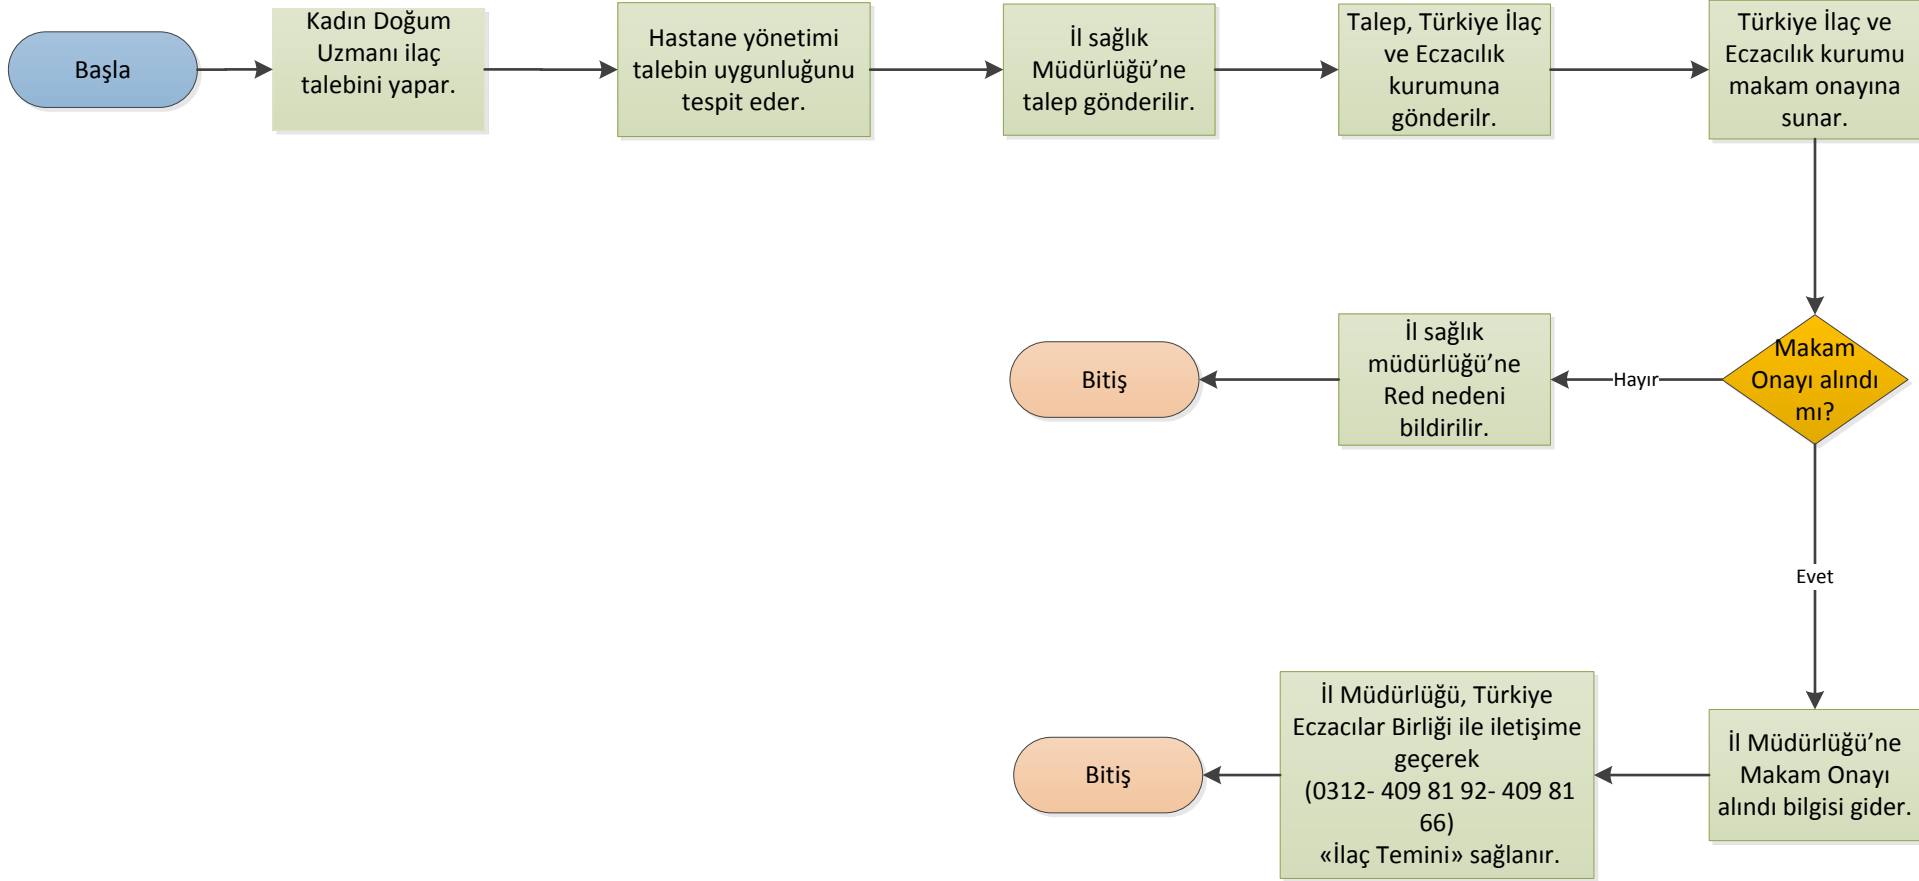 Başla
Kadın Doğum
Uzmanı ilaç
talebini yapar.
Hastane yönetimi
talebin uygunluğunu
tespit eder.
İl sağlık
Müdürlüğü’ne
talep gönderilir.
Talep, Türkiye İlaç
ve Eczacılık
kurumuna
gönderilr.
Türkiye İlaç ve
Eczacılık kurumu
makam onayına
sunar.
Makam
Onayı alındı
mı?
Hayır
İl sağlık
müdürlüğü’ne
Red nedeni
bildirilir.
Bitiş
Evet
İl Müdürlüğü’ne
Makam Onayı
alındı bilgisi gider.
İl Müdürlüğü, Türkiye
Eczacılar Birliği ile iletişime
geçerek
(0312- 409 81 92- 409 81
66)
«İlaç Temini» sağlanır.
Bitiş